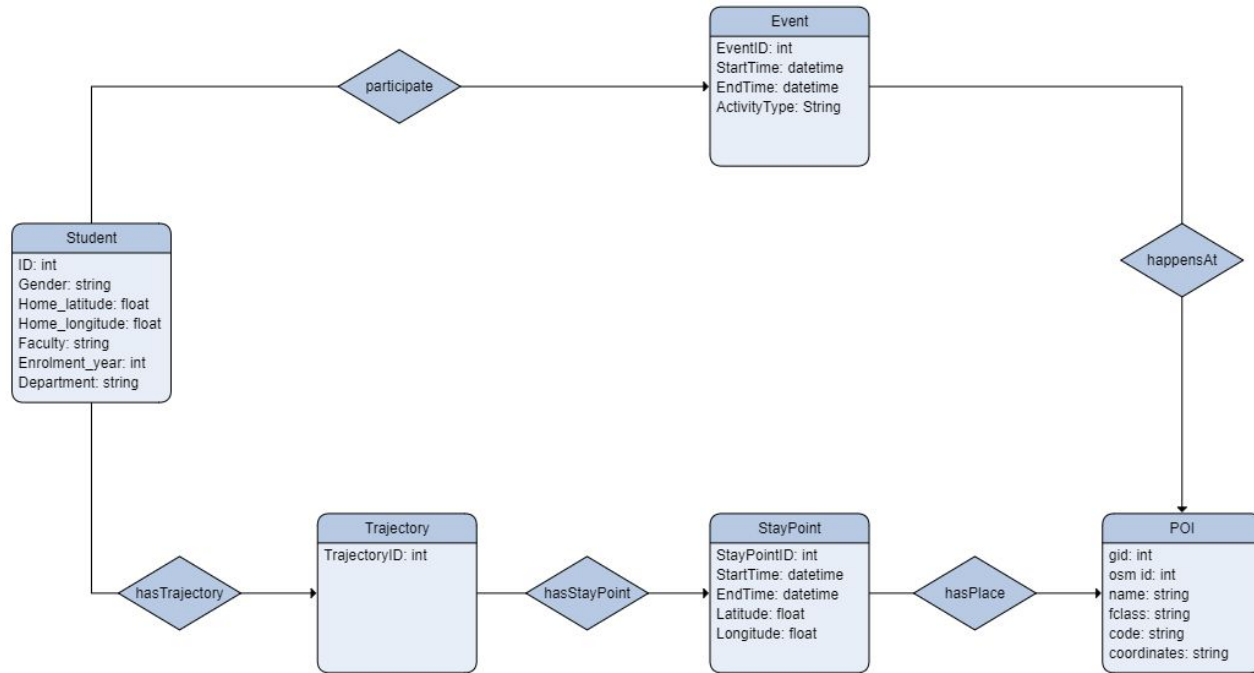 Event
EventID: int
StartTime: datetime
EndTime: datetime
ActivityType: String
participate
Student
ID: int
Gender: string
Home_latitude: float
Home_longitude: float
Faculty: string
Enrolment_year: int
Department: string
happensAt
Trajectory
TrajectoryID: int
StayPoint
StayPointID: int
StartTime: datetime
EndTime: datetime
Latitude: float
Longitude: float
POI
gid: int
osm id: int
name: string
fclass: string
code: string
coordinates: string
hasTrajectory
hasStayPoint
hasPlace